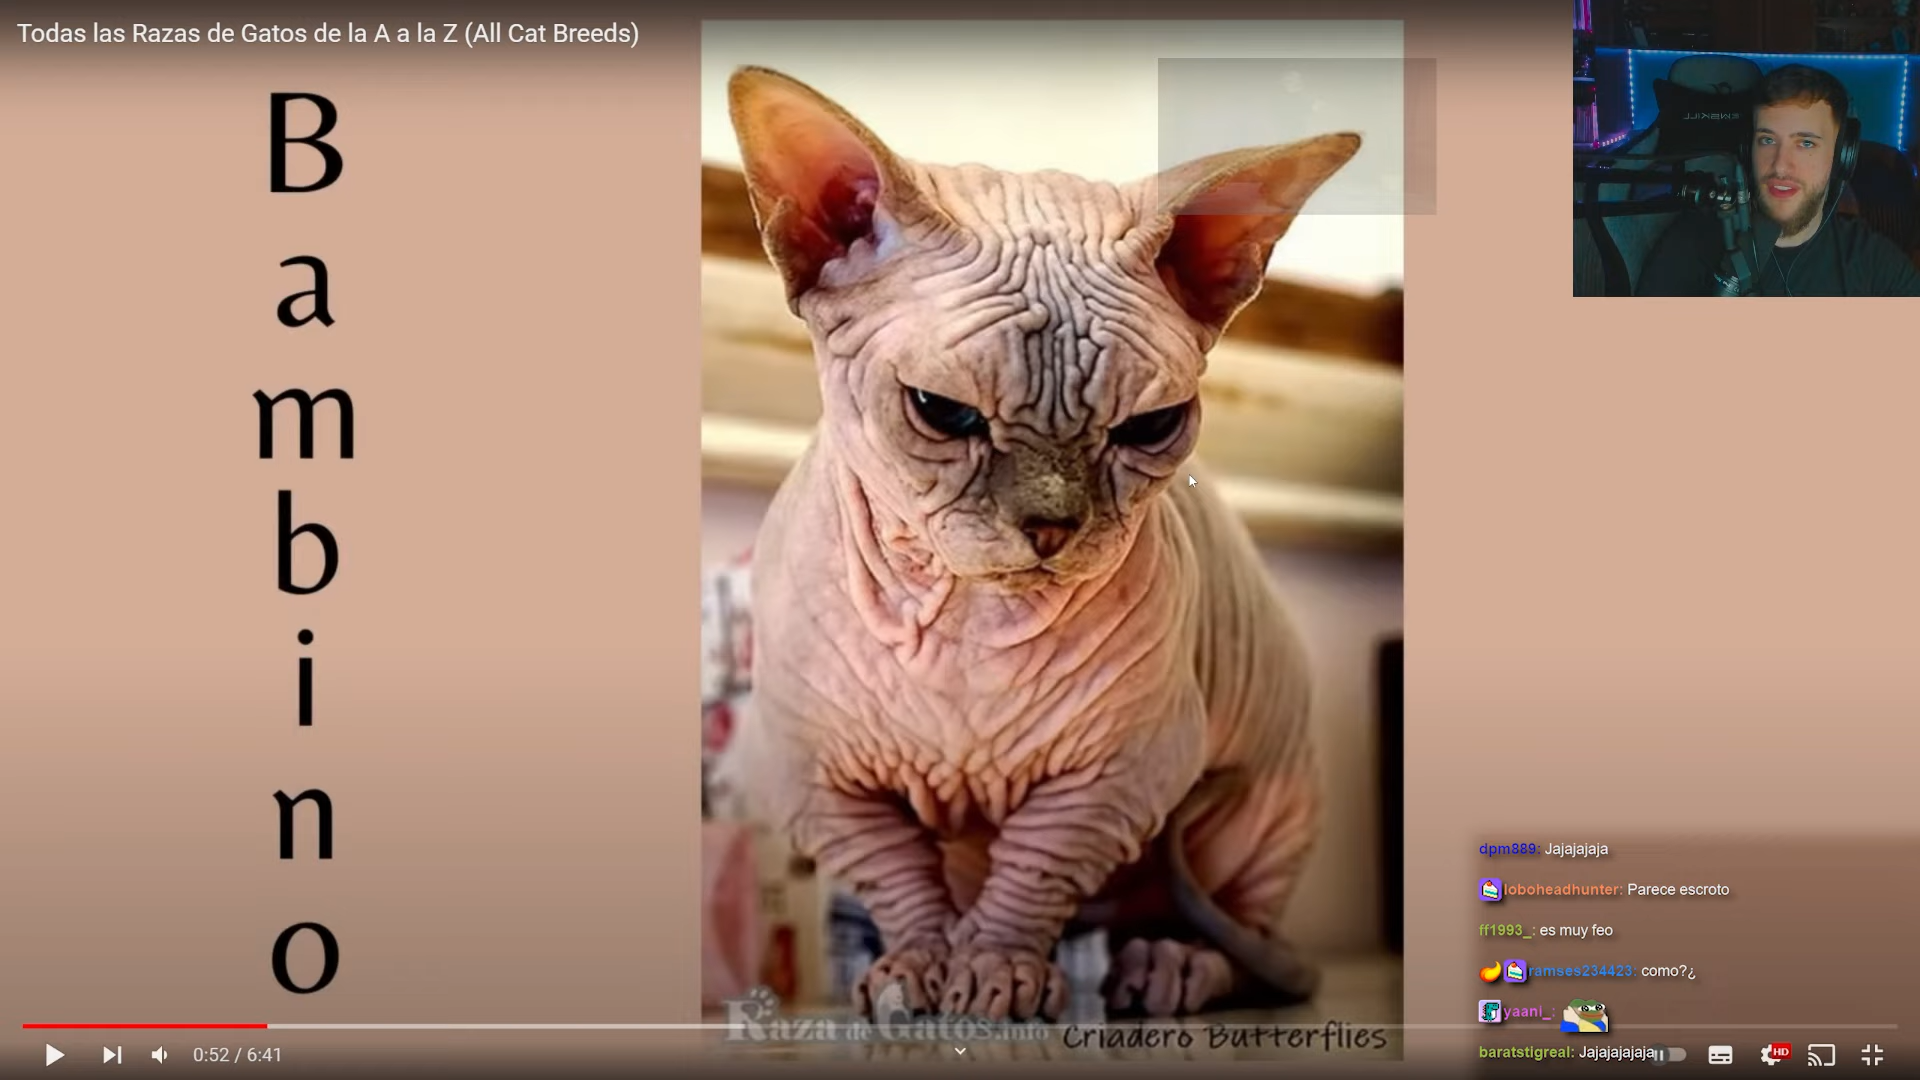 Todas las Razas de Gatos de la A a la Z (All Cat Breeds)
B
a
m
b
i
n
o
dpm889: Jajajajaja
loboheadhunter: Parece escroto
ff1993_: es muy feo
ramses234423: como?¿
yaani_:
baratstigreal: Jajajajajaja
Raza de Gatos.info
Criadero Butterflies
0:52 / 6:41
HD